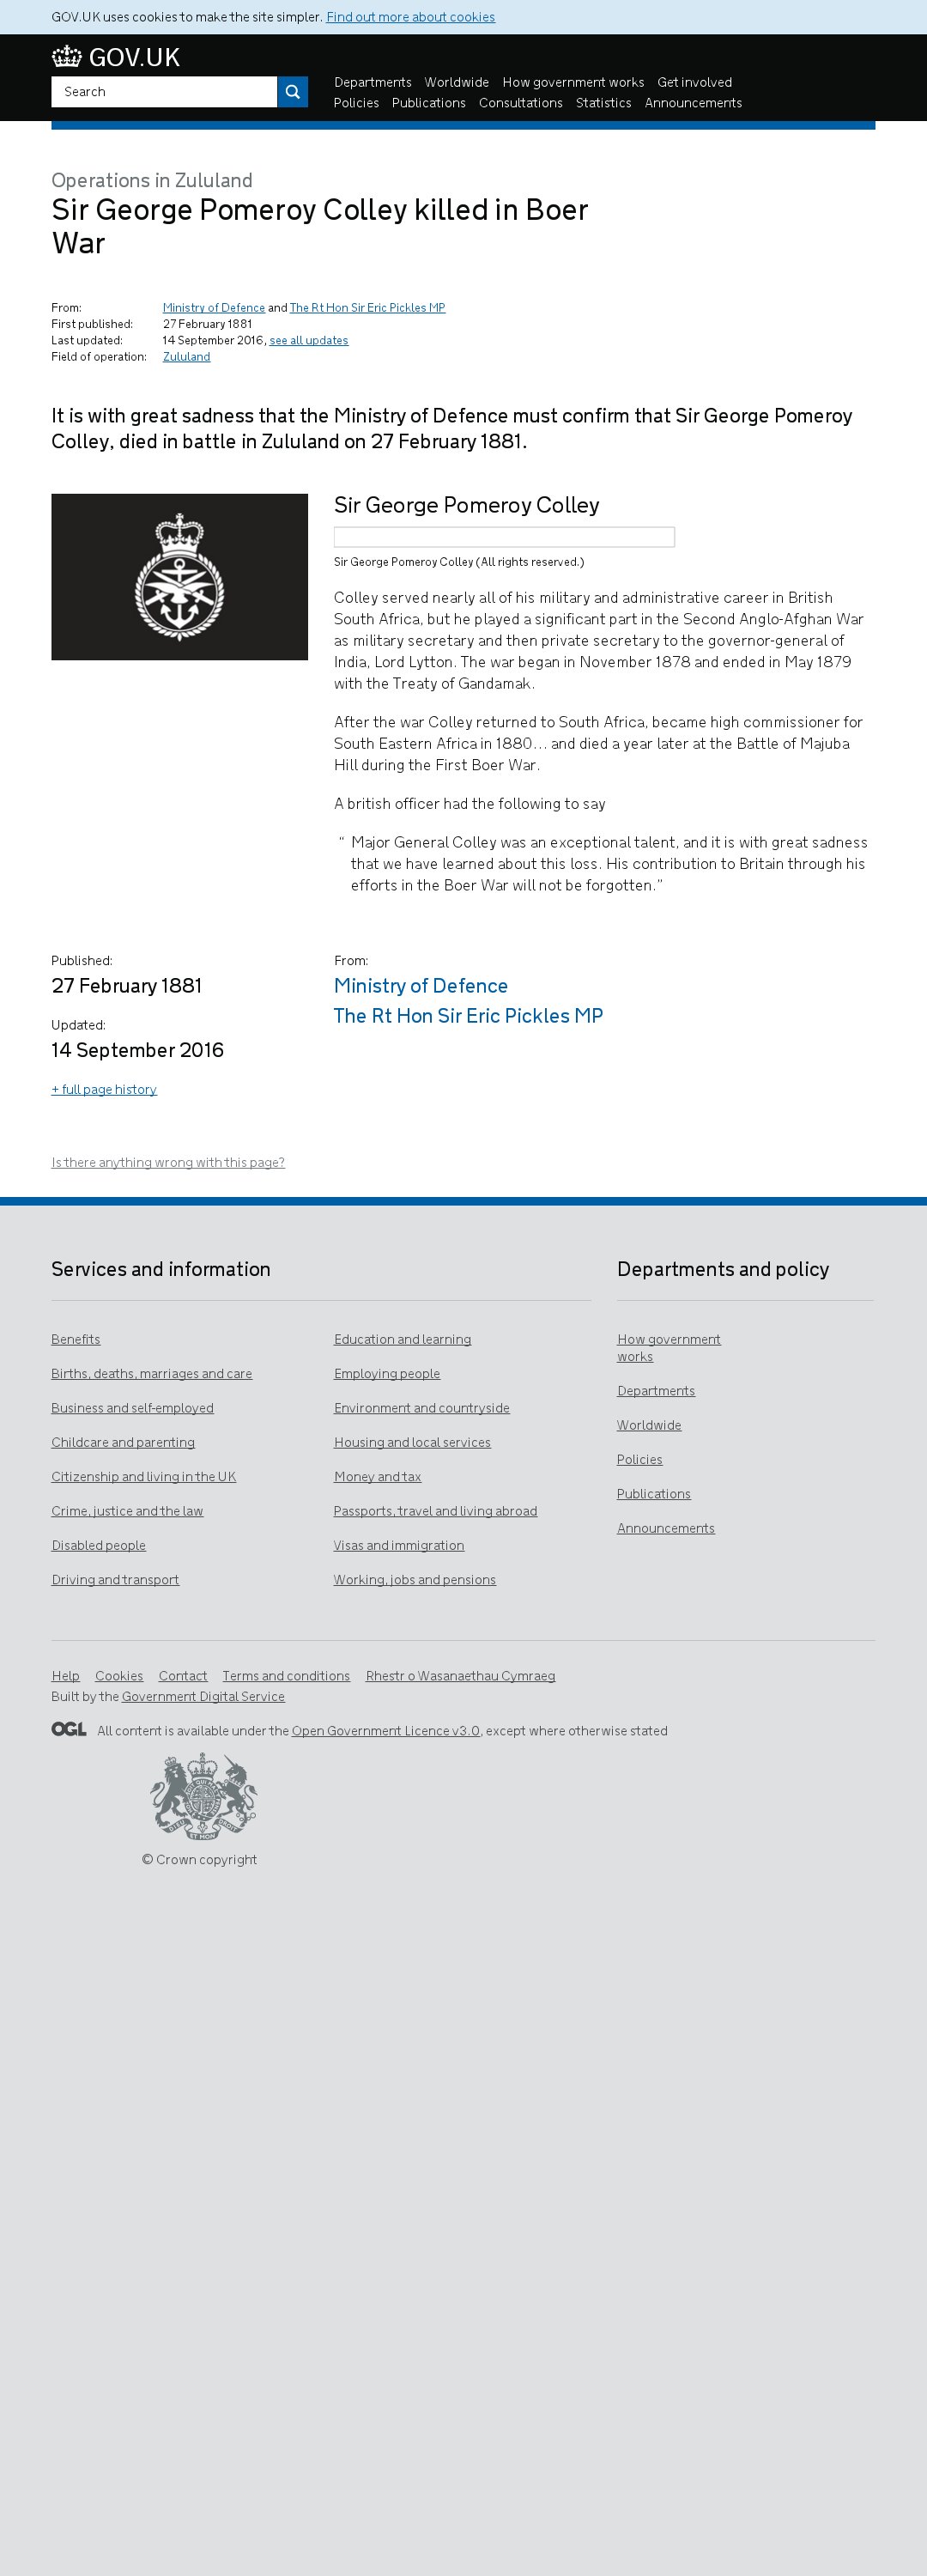 GOV.UK uses cookies to make the site simpler. Find out more about cookies
GOV.UK
Search
Departments Worldwide How government works Get involved
Policies Publications Consultations Statistics Announcements
Operations in Zululand
Sir George Pomeroy Colley killed in Boer
War
From: Ministry of Defence and The Rt Hon Sir Eric Pickles MP
First published: 27 February 1881
Last updated: 14 September 2016, see all updates
Field of operation: Zululand
It is with great sadness that the Ministry of Defence must confirm that Sir George Pomeroy
Colley, died in battle in Zululand on 27 February 1881.
Sir George Pomeroy Colley
Sir George Pomeroy Colley (All rights reserved.)
Colley served nearly all of his military and administrative career in British
South Africa, but he played a significant part in the Second Anglo-Afghan War
as military secretary and then private secretary to the governor-general of
India, Lord Lytton. The war began in November 1878 and ended in May 1879
with the Treaty of Gandamak.
After the war Colley returned to South Africa, became high commissioner for
South Eastern Africa in 1880… and died a year later at the Battle of Majuba
Hill during the First Boer War.
A british officer had the following to say
“ Major General Colley was an exceptional talent, and it is with great sadness
that we have learned about this loss. His contribution to Britain through his
efforts in the Boer War will not be forgotten.”
Published:
27 February 1881
Updated:
14 September 2016
+ full page history
From:
Ministry of Defence
The Rt Hon Sir Eric Pickles MP
Is there anything wrong with this page?
Services and information
Benefits
Births, deaths, marriages and care
Business and self-employed
Childcare and parenting
Citizenship and living in the UK
Crime, justice and the law
Disabled people
Driving and transport
Education and learning
Employing people
Environment and countryside
Housing and local services
Money and tax
Passports, travel and living abroad
Visas and immigration
Working, jobs and pensions
Departments and policy
How government
works
Departments
Worldwide
Policies
Publications
Announcements
Help Cookies Contact Terms and conditions Rhestr o Wasanaethau Cymraeg
Built by the Government Digital Service
OGL All content is available under the Open Government Licence v3.0, except where otherwise stated
DIEU ET MON DROIT
© Crown copyright